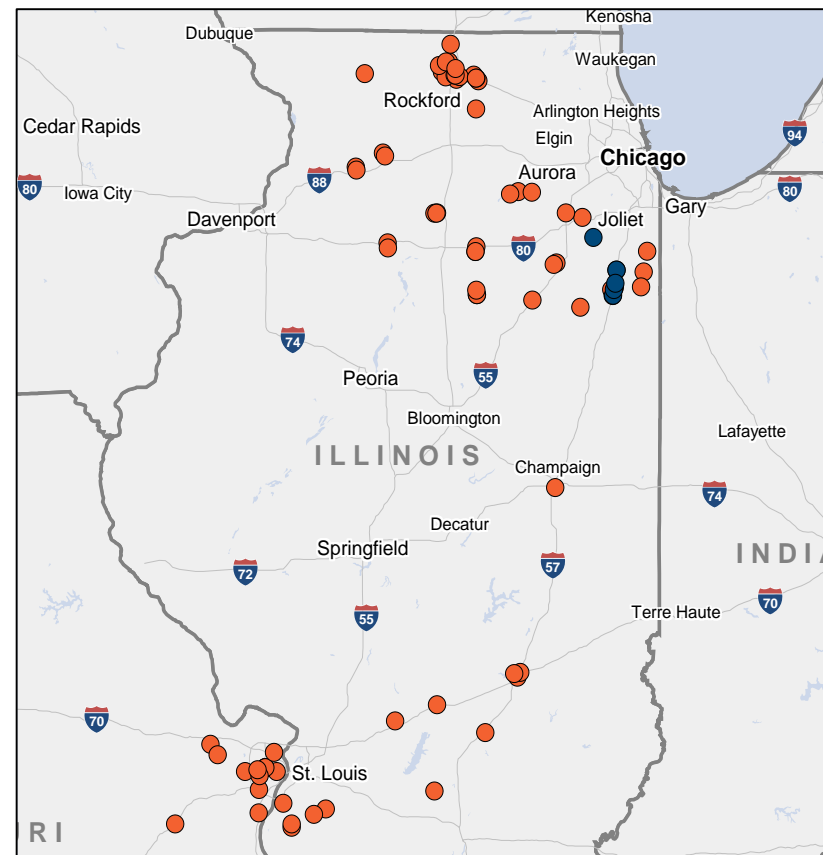 Kenosha
Dubuque
Waukegan
Rockford
Arlington Heights
Cedar Rapids
94
Elgin
Chicago
Aurora
88
80
80
Iowa City
Gary
Davenport
Joliet
80
74
55
Peoria
Bloomington
Lafayette
ILLINOIS
Champaign
74
Decatur
Springfield
INDIA
72
57
70
55
Terre Haute
70
St. Louis
URI